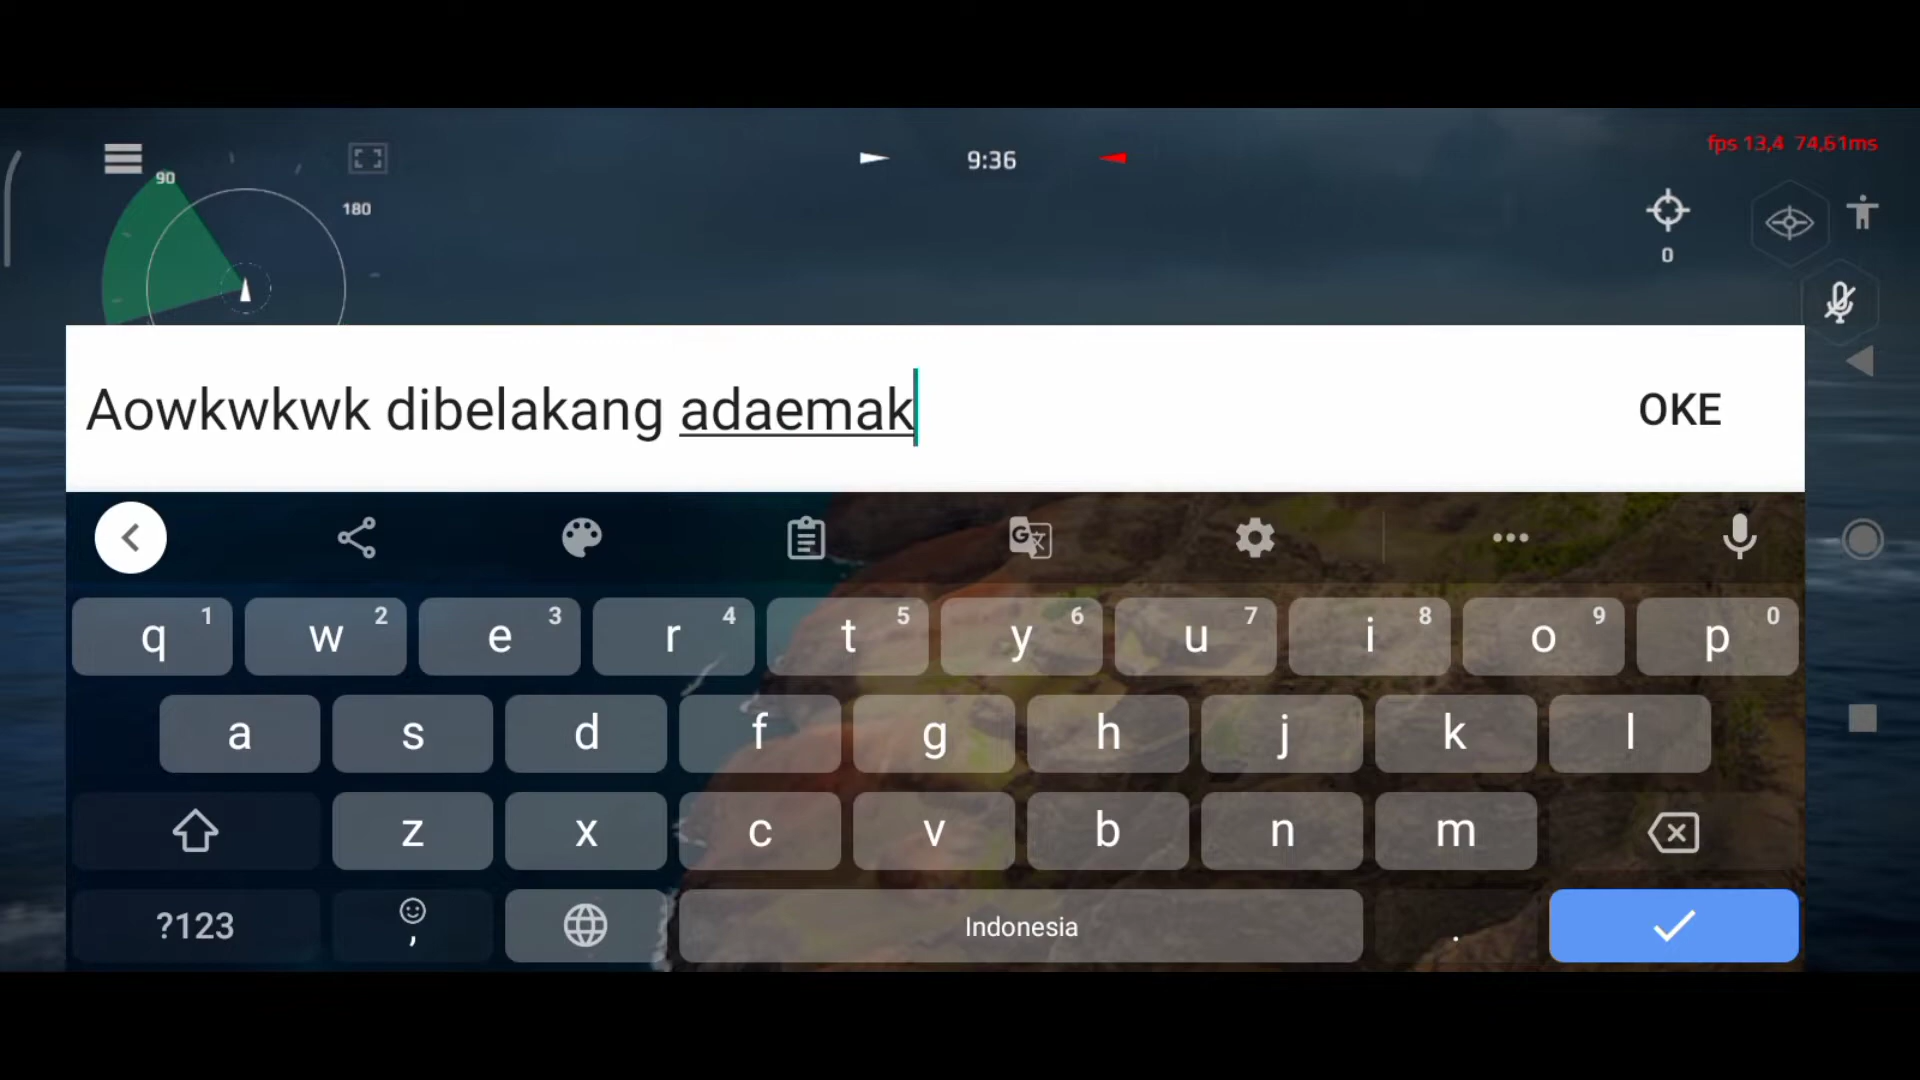 90
180
9:36
fps 13,4 74,61ms
0
Aowkwkwk dibelakang adaemak
OKE
q 1 w 2 e 3 r 4 t 5 y 6 u 7 i 8 o 9 p 0
a s d f g h j k l
z x c v b n m
?123 , Indonesia .